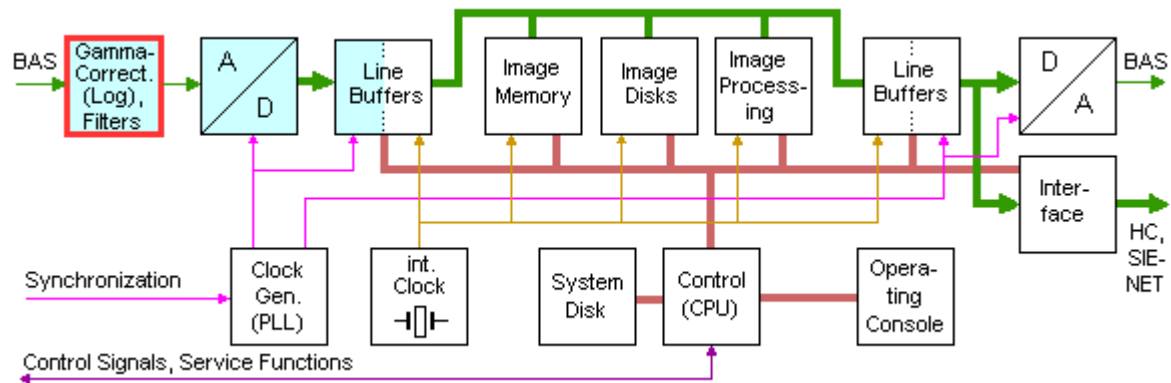 BAS
Gamma-
Correct.
(Log),
Filters
A
D
Line
Buffers
Image
Memory
Image
Disks
Image
Process-
ing
Line
Buffers
D
A
BAS
Inter-
face
HC,
SIE-
NET
Synchronization
Clock
Gen.
(PLL)
int.
Clock
System
Disk
Control
(CPU)
Opera-
ting
Console
Control Signals, Service Functions